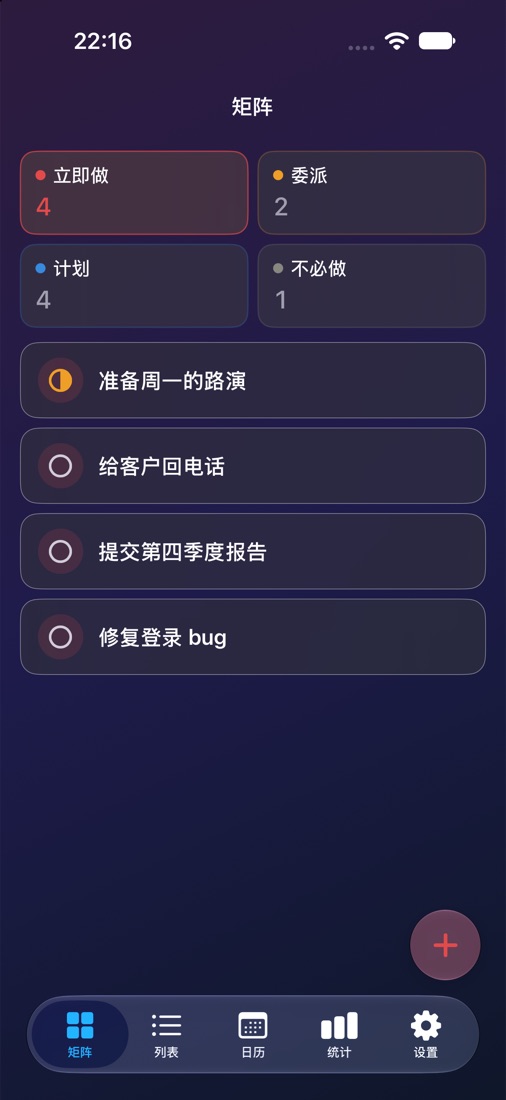 22:16
矩阵
立即做
4
委派
2
计划
4
不必做
1
准备周一的路演
给客户回电话
提交第四季度报告
修复登录 bug
矩阵
列表
日历
统计
设置